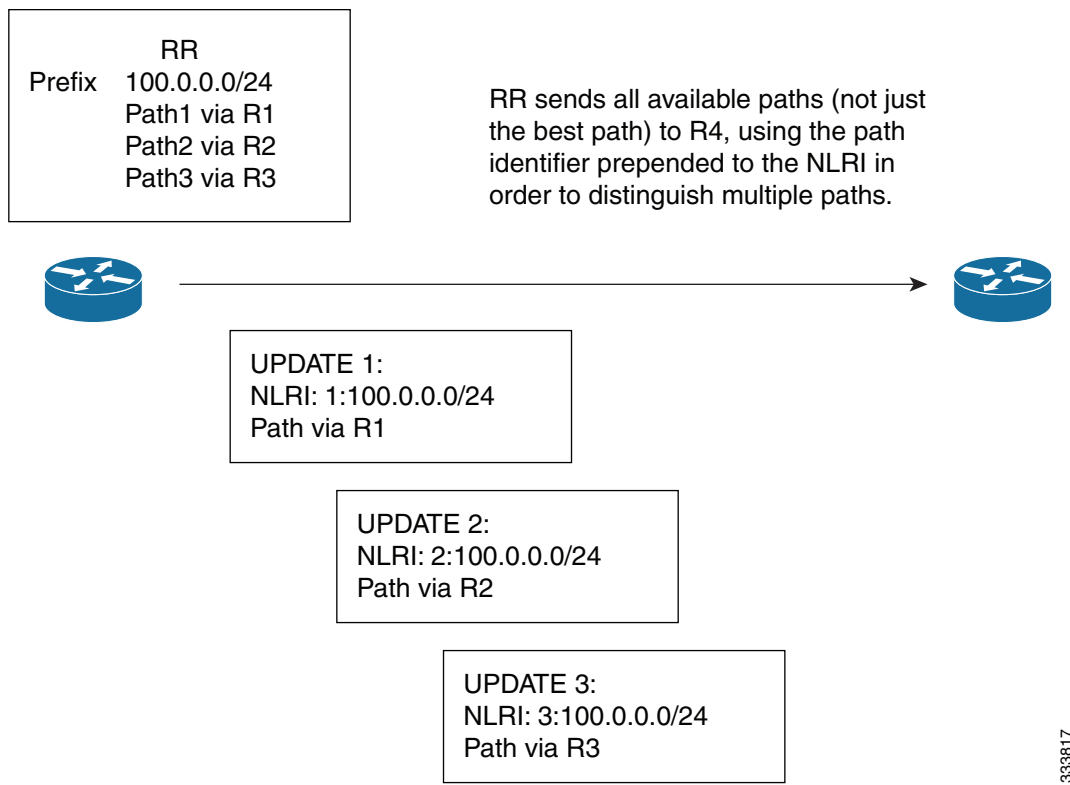 RR
Prefix 100.0.0.0/24
Path1 via R1
Path2 via R2
Path3 via R3
RR sends all available paths (not just
the best path) to R4, using the path
identifier prepended to the NLRI in
order to distinguish multiple paths.
UPDATE 1:
NLRI: 1:100.0.0.0/24
Path via R1
UPDATE 2:
NLRI: 2:100.0.0.0/24
Path via R2
UPDATE 3:
NLRI: 3:100.0.0.0/24
Path via R3
333817